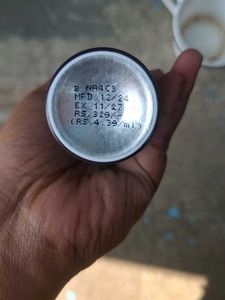 B NA4C3
MFD 12/24
EX 11/27
RS.329/-
(RS.4.39/ml)